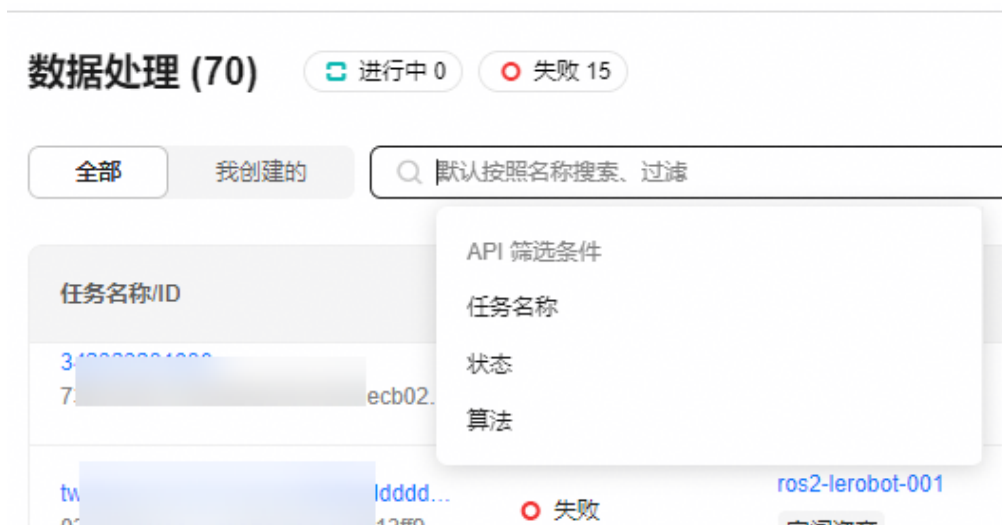 数据处理 (70) 进行中 0 失败 15
全部 我创建的 默认按照名称搜索、过滤
API 筛选条件
任务名称/ID
任务名称
状态
ecb02...
算法
tw ldddd...
失败
ros2-lerobot-001